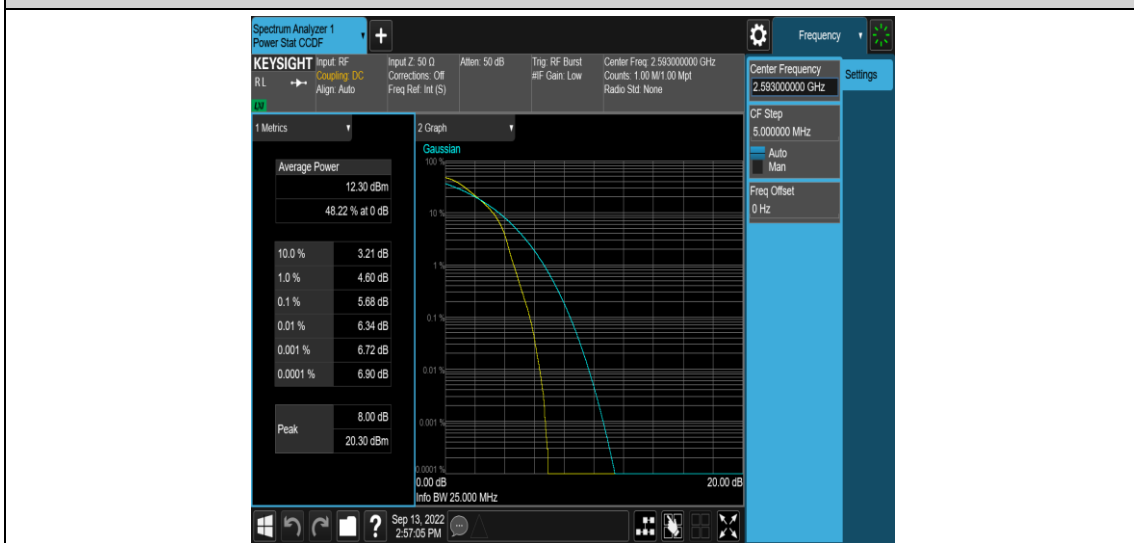 Spectrum Analyzer 1
Power Stat CCDF
+
Frequency
KEYSIGHT
Input: RF
Input Z: 50 Ω
Atten: 50 dB
Trig: RF Burst
Center Freq: 2.593000000 GHz
RL
Coupling: DC
Corrections: Off
#IF Gain: Low
Counts: 1.00 M/1.00 Mpt
Align: Auto
Freq Ref: Int (S)
Radio Std: None
Center Frequency
2.593000000 GHz
Settings
CF Step
5.000000 MHz
Auto
Man
Freq Offset
0 Hz
1 Metrics
Average Power
12.30 dBm
48.22 % at 0 dB
10.0 % 3.21 dB
1.0 % 4.60 dB
0.1 % 5.68 dB
0.01 % 6.34 dB
0.001 % 6.72 dB
0.0001 % 6.90 dB
Peak
8.00 dB
20.30 dBm
2 Graph
Gaussian
100 %
10 %
1 %
0.1 %
0.01 %
0.001 %
0.0001 %
0.00 dB
20.00 dB
Info BW 25.000 MHz
?
Sep 13, 2022
2:57:05 PM